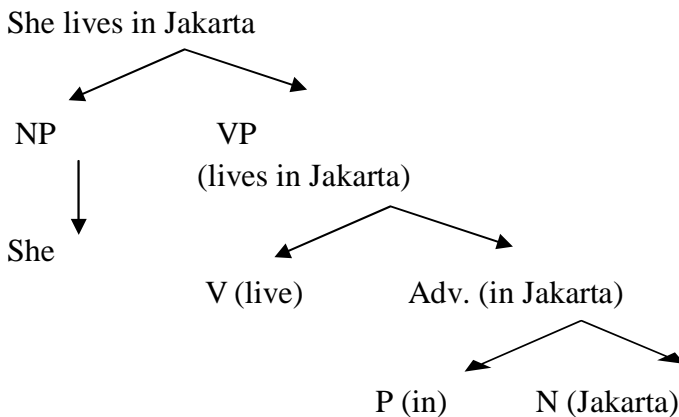 She lives in Jakarta
NP VP
(lives in Jakarta)
She
V (live) Adv. (in Jakarta)
P (in) N (Jakarta)